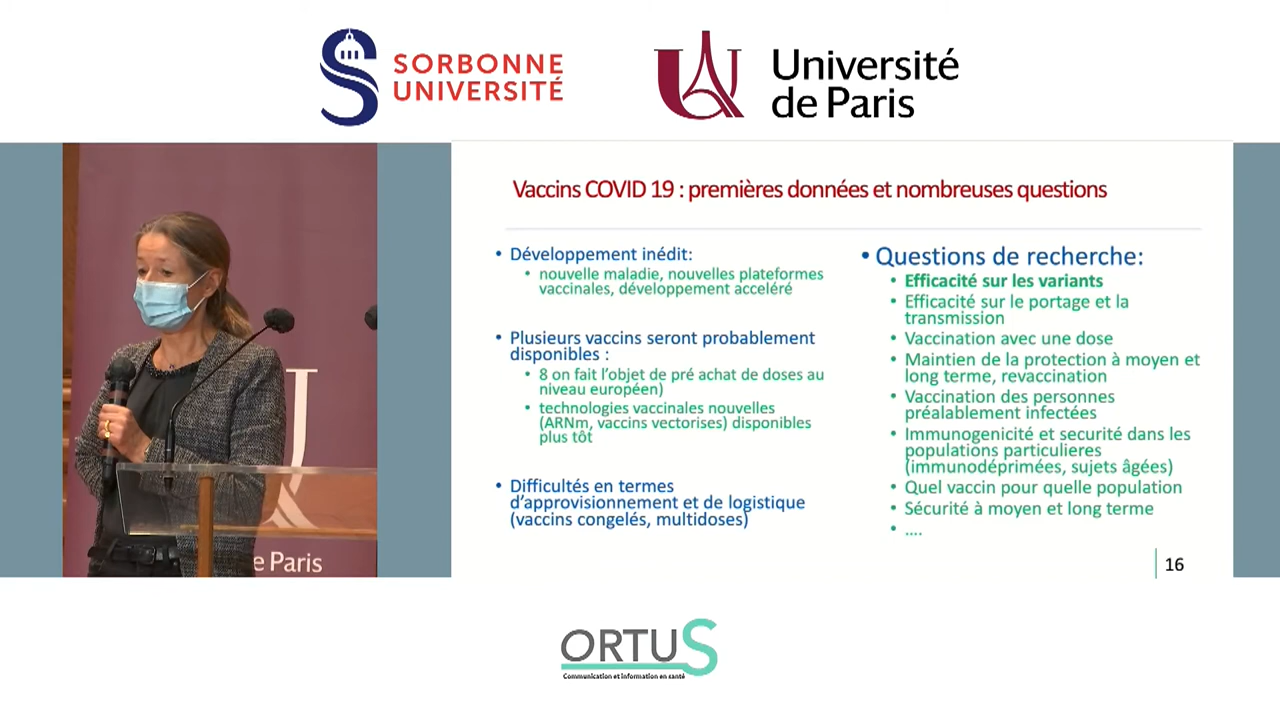 SORBONNE
UNIVERSITÉ
Université
de Paris
e Paris
Vaccins COVID 19 : premières données et nombreuses questions
• Développement inédit:
• nouvelle maladie, nouvelles plateformes
vaccinales, développement acceléré
• Plusieurs vaccins seront probablement
disponibles :
• 8 on fait l’objet de pré achat de doses au
niveau européen)
• technologies vaccinales nouvelles
(ARNm, vaccins vectorises) disponibles
plus tôt
• Difficultés en termes
d’approvisionnement et de logistique
(vaccins congelés, multidoses)
• Questions de recherche:
• Efficacité sur les variants
• Efficacité sur le portage et la
transmission
• Vaccination avec une dose
• Maintien de la protection à moyen et
long terme, revaccination
• Vaccination des personnes
préalablement infectées
• Immunogenicité et securité dans les
populations particulieres
(immunodéprimées, sujets âgées)
• Quel vaccin pour quelle population
• Sécurité à moyen et long terme
• ....
16
ORTUS
Communication et information en santé